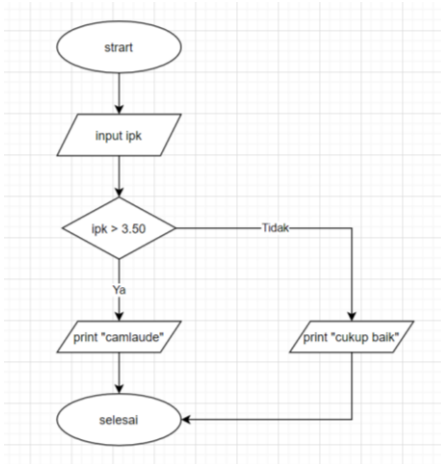 strart
input ipk
ipk > 3.50
Tidak
Ya
print "camlaude"
print "cukup baik"
selesai